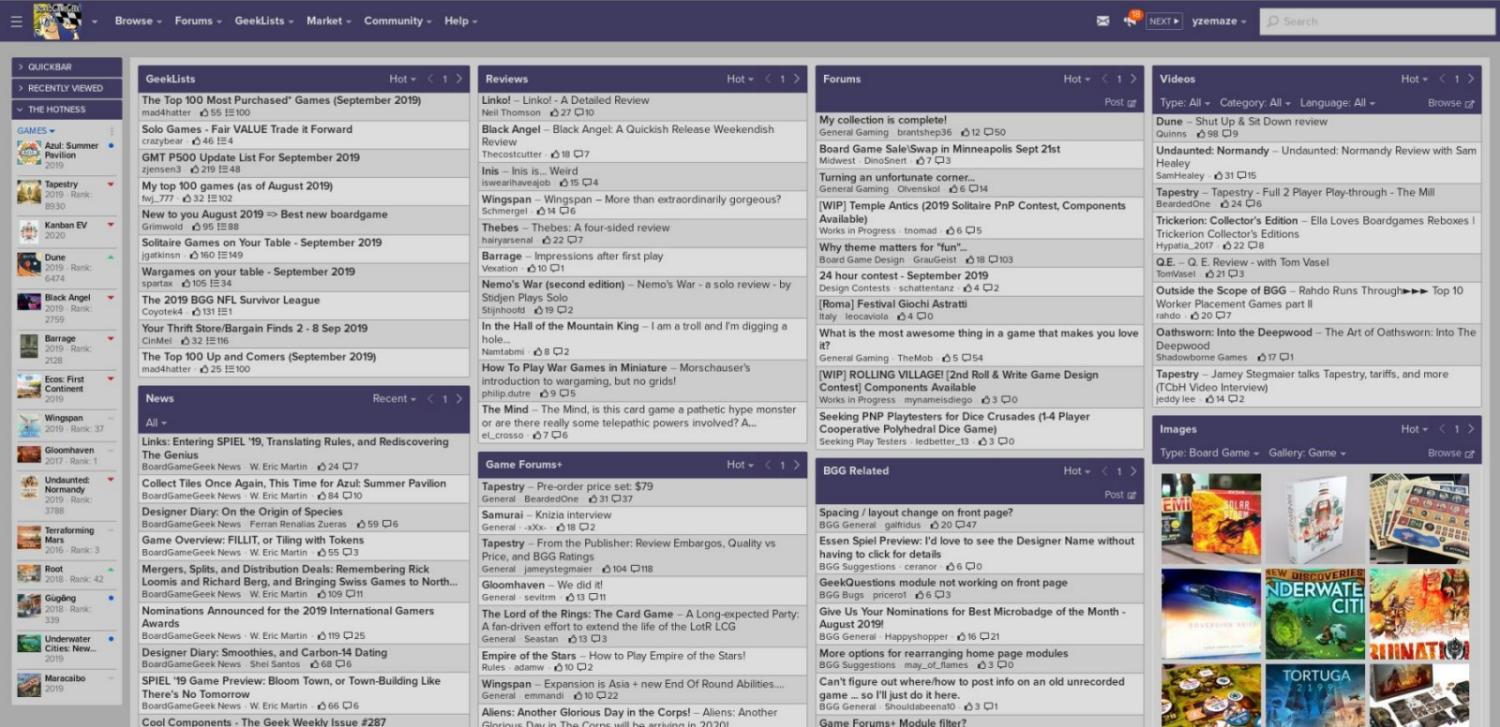 Browse
Forums
GeekLists
Market
Community
Help
18
NEXT
yzemaze
Search
QUICKBAR
RECENTLY VIEWED
THE HOTNESS
GAMES
Azul: Summer
Pavilion
2019
Tapestry
2019 · Rank:
8930
Kanban EV
2020
Dune
2019 · Rank:
6474
Black Angel
2019 · Rank:
2759
Barrage
2019 · Rank:
2128
Ecos: First
Continent
2019
Wingspan
2019 · Rank: 37
Gloomhaven
2017 · Rank: 1
Undaunted:
Normandy
2019 · Rank:
3788
Terraforming
Mars
2016 · Rank: 3
Root
2018 · Rank: 42
Gùgōng
2018 · Rank:
339
Underwater
Cities: New...
2019
Maracaibo
2019
GeekLists
Hot
1
The Top 100 Most Purchased* Games (September 2019)
mad4hatter · 55 100
Solo Games - Fair VALUE Trade it Forward
crazybear · 46 4
GMT P500 Update List For September 2019
zjensen3 · 219 48
My top 100 games (as of August 2019)
fwj_777 · 32 102
New to you August 2019 => Best new boardgame
Grimwold · 95 88
Solitaire Games on Your Table - September 2019
jgatkinsn · 160 149
Wargames on your table - September 2019
spartax · 105 34
The 2019 BGG NFL Survivor League
Coyotek4 · 131 1
Your Thrift Store/Bargain Finds 2 - 8 Sep 2019
CinMel · 32 116
The Top 100 Up and Comers (September 2019)
mad4hatter · 25 100
News
Recent
1
All
Links: Entering SPIEL '19, Translating Rules, and Rediscovering
The Genius
BoardGameGeek News · W. Eric Martin · 24 7
Collect Tiles Once Again, This Time for Azul: Summer Pavilion
BoardGameGeek News · W. Eric Martin · 84 10
Designer Diary: On the Origin of Species
BoardGameGeek News · Ferran Renalias Zueras · 59 6
Game Overview: FILLIT, or Tiling with Tokens
BoardGameGeek News · W. Eric Martin · 55 3
Mergers, Splits, and Distribution Deals: Remembering Rick
Loomis and Richard Berg, and Bringing Swiss Games to North...
BoardGameGeek News · W. Eric Martin · 109 11
Nominations Announced for the 2019 International Gamers
Awards
BoardGameGeek News · W. Eric Martin · 119 25
Designer Diary: Smoothies, and Carbon-14 Dating
BoardGameGeek News · Shei Santos · 68 6
SPIEL '19 Game Preview: Bloom Town, or Town-Building Like
There's No Tomorrow
BoardGameGeek News · W. Eric Martin · 66 6
Cool Components - The Geek Weekly Issue #287
Reviews
Hot
1
Linko! – Linko! - A Detailed Review
Neil Thomson · 27 10
Black Angel – Black Angel: A Quickish Release Weekendish
Review
Thecostcutter · 18 7
Inis – Inis is... Weird
iswearihaveajob · 15 4
Wingspan – Wingspan – More than extraordinarily gorgeous?
Schmergel · 14 6
Thebes – Thebes: A four-sided review
hairyarsenal · 22 7
Barrage – Impressions after first play
Vexation · 10 1
Nemo's War (second edition) – Nemo's War - a solo review - by
Stidjen Plays Solo
Stijnhoofd · 19 2
In the Hall of the Mountain King – I am a troll and I'm digging a
hole...
Namtabmi · 8 2
How To Play War Games in Miniature – Morschauser's
introduction to wargaming, but no grids!
philip.dutre · 9 5
The Mind – The Mind, is this card game a pathetic hype monster
or are there really some telepathic powers involved? A...
el_crosso · 7 6
Game Forums+
Hot
1
Tapestry – Pre-order price set: $79
General · BeardedOne · 31 37
Samurai – Knizia interview
General · -xXx- · 18 2
Tapestry – From the Publisher: Review Embargos, Quality vs
Price, and BGG Ratings
General · jameystegmaier · 104 118
Gloomhaven – We did it!
General · sevitrm · 13 11
The Lord of the Rings: The Card Game – A Long-expected Party:
A fan-driven effort to extend the life of the LotR LCG
General · Seastan · 13 3
Empire of the Stars – How to Play Empire of the Stars!
Rules · adamw · 10 2
Wingspan – Expansion is Asia + new End Of Round Abilities....
General · emmandi · 10 22
Aliens: Another Glorious Day in the Corps! – Aliens: Another
Glorious Day in The Corps will be arriving in 2020!
Forums
Hot
1
Post
My collection is complete!
General Gaming · brantshep36 · 12 50
Board Game Sale\Swap in Minneapolis Sept 21st
Midwest · DinoSnert · 7 3
Turning an unfortunate corner...
General Gaming · Olvenskol · 6 14
[WIP] Temple Antics (2019 Solitaire PnP Contest, Components
Available)
Works in Progress · tnomad · 6 5
Why theme matters for "fun"...
Board Game Design · GrauGeist · 18 103
24 hour contest - September 2019
Design Contests · schattentanz · 4 2
[Roma] Festival Giochi Astratti
Italy · leocaviola · 4 0
What is the most awesome thing in a game that makes you love
it?
General Gaming · TheMob · 5 54
[WIP] ROLLING VILLAGE! [2nd Roll & Write Game Design
Contest] Components Available
Works in Progress · mynameisdiego · 3 0
Seeking PNP Playtesters for Dice Crusades (1-4 Player
Cooperative Polyhedral Dice Game)
Seeking Play Testers · ledbetter_13 · 3 0
BGG Related
Hot
1
Post
Spacing / layout change on front page?
BGG General · galfridus · 20 47
Essen Spiel Preview: I'd love to see the Designer Name without
having to click for details
BGG Suggestions · ceranor · 6 0
GeekQuestions module not working on front page
BGG Bugs · pricero1 · 6 3
Give Us Your Nominations for Best Microbadge of the Month -
August 2019!
BGG General · Happyshopper · 16 21
More options for rearranging home page modules
BGG Suggestions · may_of_flames · 3 0
Can't figure out where/how to post info on an old unrecorded
game ... so I'll just do it here.
BGG General · Shouldabeena10 · 3 1
Game Forums+ Module filter?
Videos
Hot
1
Type: All
Category: All
Language: All
Browse
Dune – Shut Up & Sit Down review
Quinns · 98 9
Undaunted: Normandy – Undaunted: Normandy Review with Sam
Healey
SamHealey · 31 15
Tapestry – Tapestry - Full 2 Player Play-through - The Mill
BeardedOne · 24 6
Trickerion: Collector's Edition – Ella Loves Boardgames Reboxes |
Trickerion Collector's Editions
Hypatia_2017 · 22 8
Q.E. – Q. E. Review - with Tom Vasel
TomVasel · 21 3
Outside the Scope of BGG – Rahdo Runs Through►►► Top 10
Worker Placement Games part II
rahdo · 20 7
Oathsworn: Into the Deepwood – The Art of Oathsworn: Into The
Deepwood
Shadowborne Games · 17 1
Tapestry – Jamey Stegmaier talks Tapestry, tariffs, and more
(TCbH Video Interview)
jeddy lee · 14 2
Images
Hot
1
Type: Board Game
Gallery: Game
Browse
SOLAR
NEW DISCOVERIES
NDERWATE
CITI
RUINATI
TORTUGA
2199